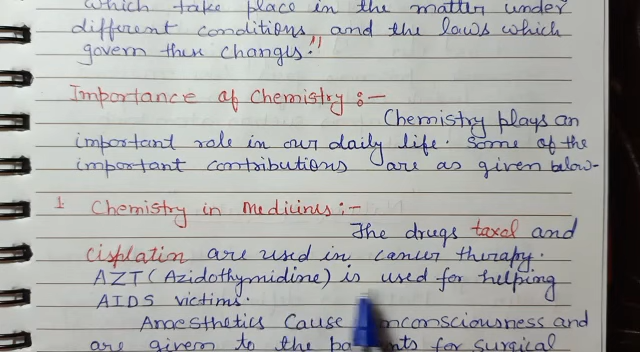 which take place in the matter under
different conditions and the laws which
govern these changes."
Importance of Chemistry :-
Chemistry plays an
important role in our daily life. Some of the
important contributions are as given below-
1 Chemistry in Medicines :-
The drugs taxol and
cisplatin are used in cancer therapy.
AZT (Azidothymidine) is used for helping
AIDS victims.
Anaesthetics cause unconsciousness and
are given to the patients for surgical